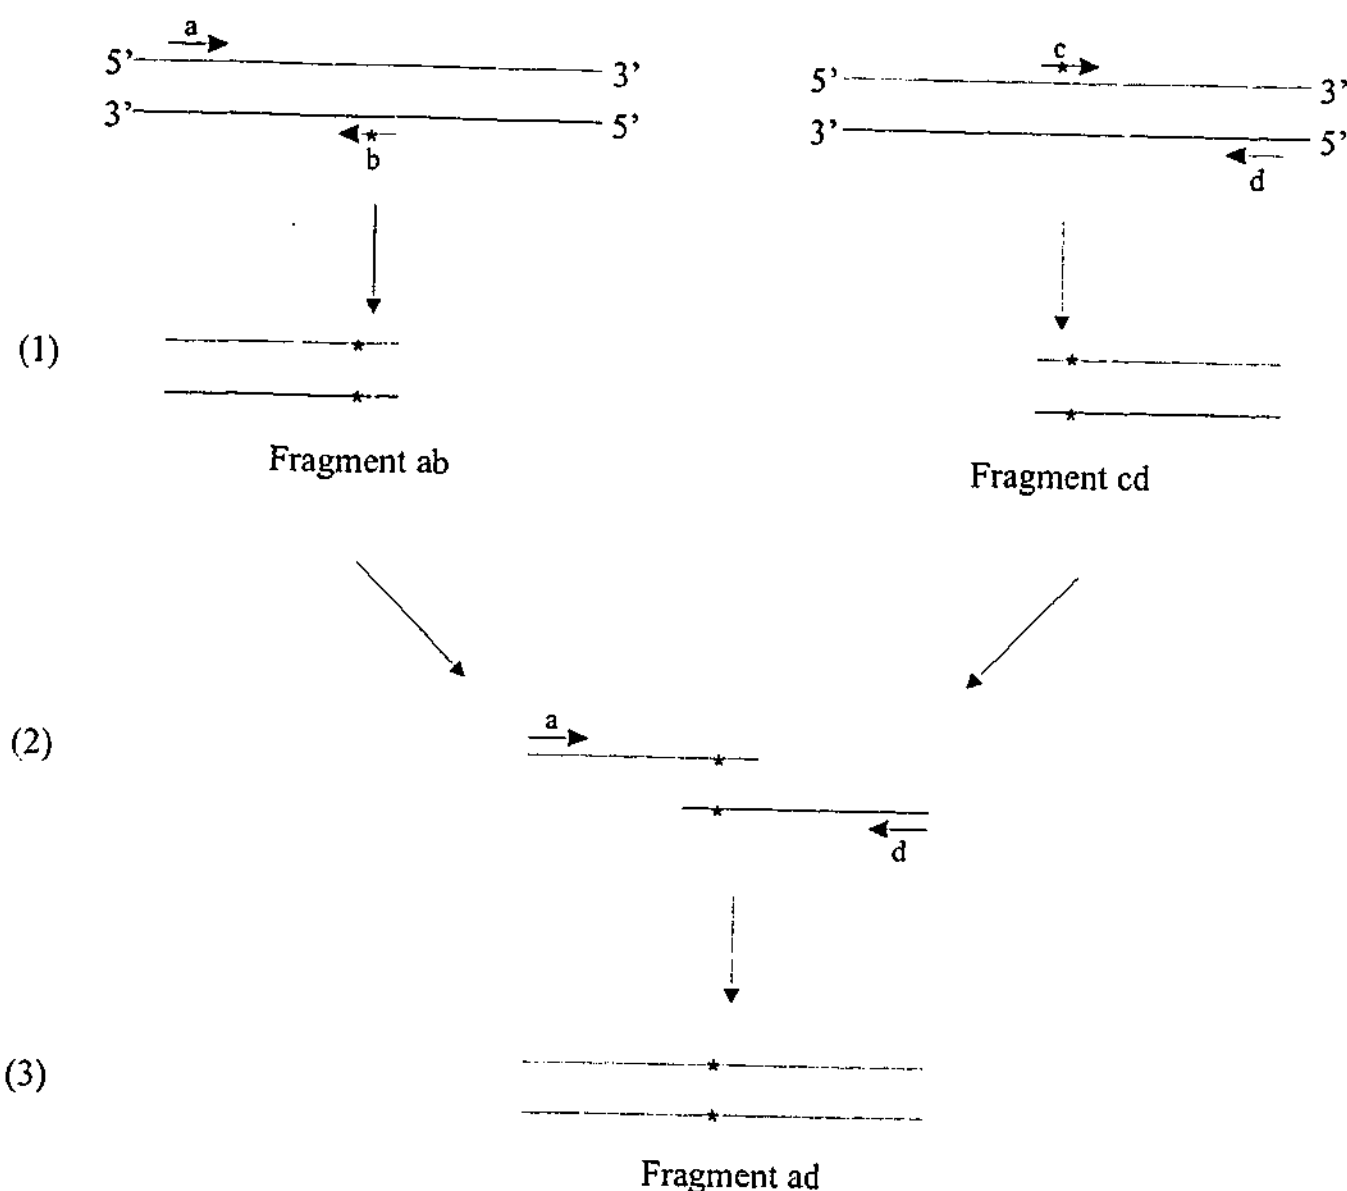 a
5’ 3’
3’ 5’
*
b
c
*
5’ 3’
3’ 5’
d
(1)
*
*
Fragment ab
*
*
Fragment cd
(2)
a
*
*
d
(3)
*
*
Fragment ad